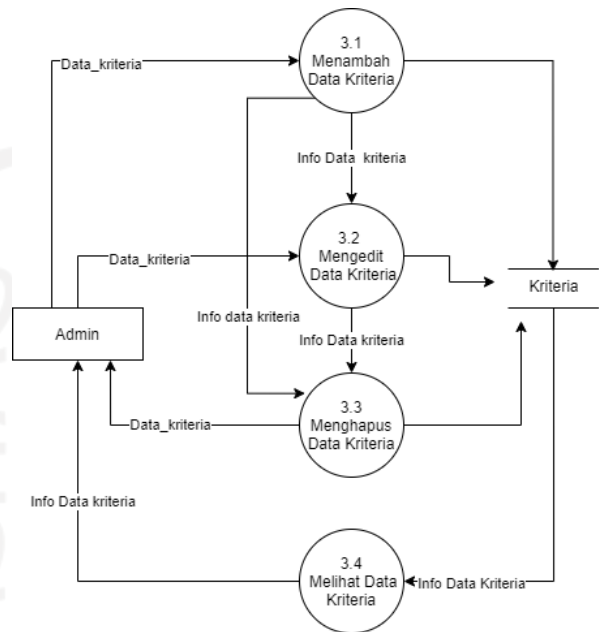 3.1
Menambah
Data Kriteria
Data_kriteria
Info Data kriteria
3.2
Mengedit
Data Kriteria
Data_kriteria
Kriteria
Info data kriteria
Admin
Info Data kriteria
3.3
Menghapus
Data Kriteria
Data_kriteria
Info Data kriteria
3.4
Melihat Data
Kriteria
Info Data Kriteria